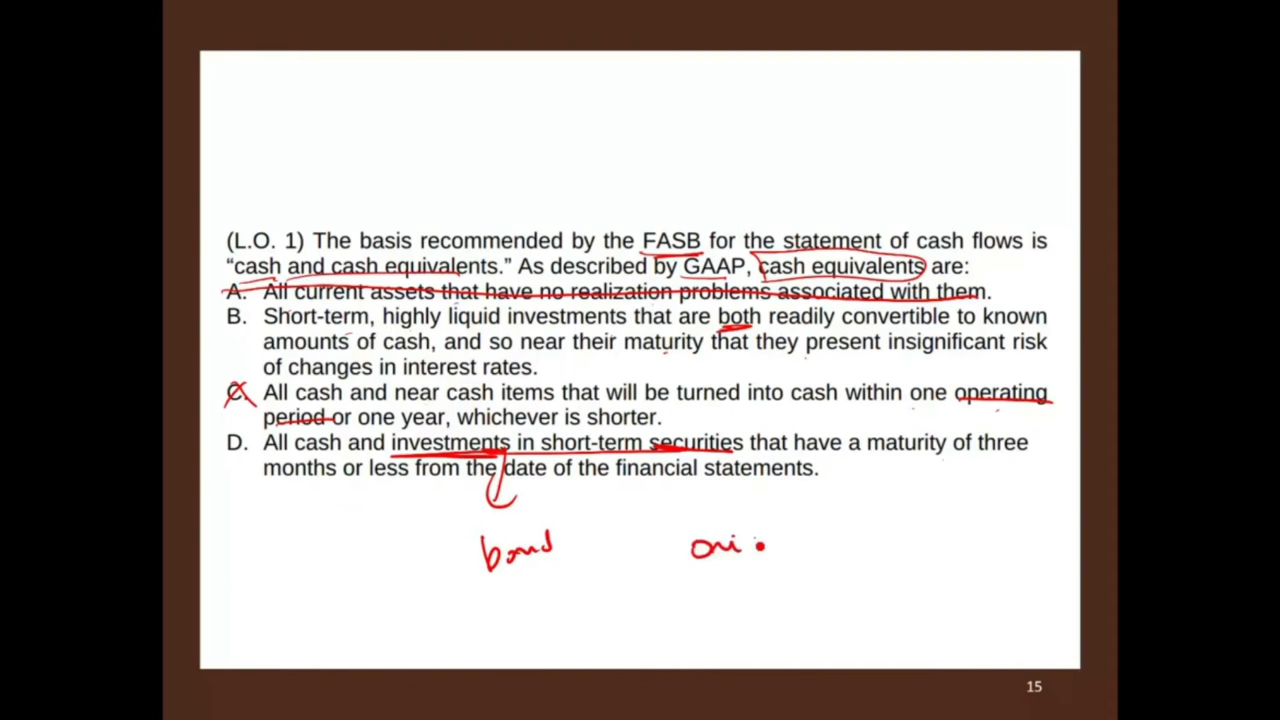 (L.O. 1) The basis recommended by the FASB for the statement of cash flows is
“cash and cash equivalents.” As described by GAAP, cash equivalents are:
A. All current assets that have no realization problems associated with them.
B. Short-term, highly liquid investments that are both readily convertible to known
amounts of cash, and so near their maturity that they present insignificant risk
of changes in interest rates.
C. All cash and near cash items that will be turned into cash within one operating
period or one year, whichever is shorter.
D. All cash and investments in short-term securities that have a maturity of three
months or less from the date of the financial statements.
bond
15